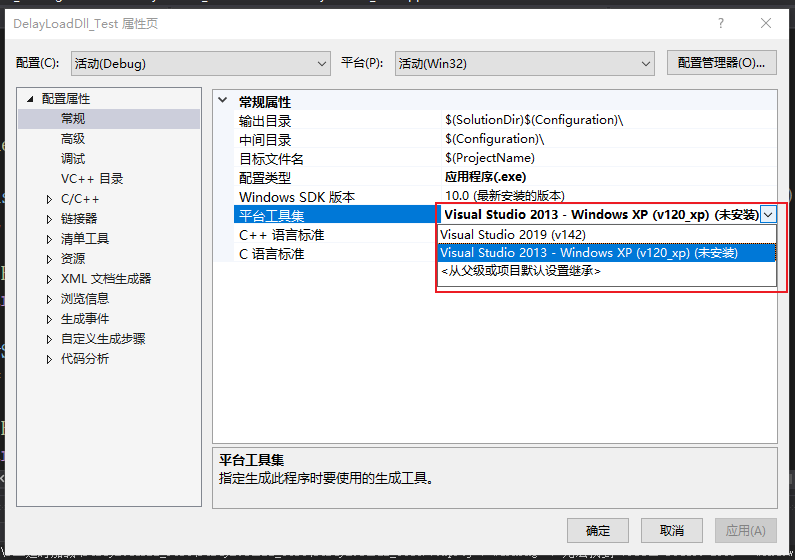 DelayLoadDll_Test 属性页
配置(C):
活动(Debug)
平台(P):
活动(Win32)
配置管理器(O)...
配置属性
常规
高级
调试
VC++ 目录
C/C++
链接器
清单工具
资源
XML 文档生成器
浏览信息
生成事件
自定义生成步骤
代码分析
常规属性
输出目录 $(SolutionDir)$(Configuration)\
中间目录 $(Configuration)\
目标文件名 $(ProjectName)
配置类型 应用程序(.exe)
Windows SDK 版本 10.0 (最新安装的版本)
平台工具集 Visual Studio 2013 - Windows XP (v120_xp) (未安装)
C++ 语言标准
C 语言标准
Visual Studio 2019 (v142)
Visual Studio 2013 - Windows XP (v120_xp) (未安装)
<从父级或项目默认设置继承>
平台工具集
指定生成此程序时要使用的生成工具。
确定
取消
应用(A)